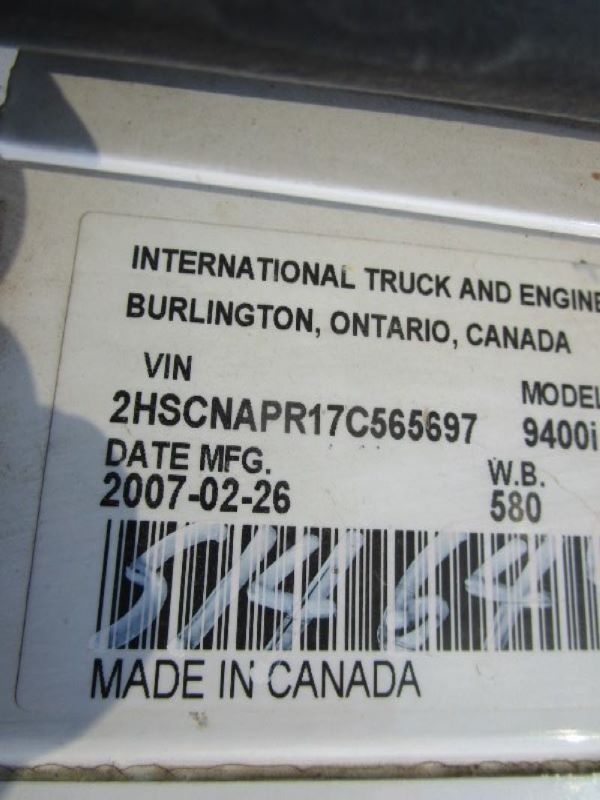 INTERNATIONAL TRUCK AND ENGINE
BURLINGTON, ONTARIO, CANADA
VIN MODEL
2HSCNAPR17C565697 9400i
DATE MFG. W.B.
2007-02-26 580
MADE IN CANADA